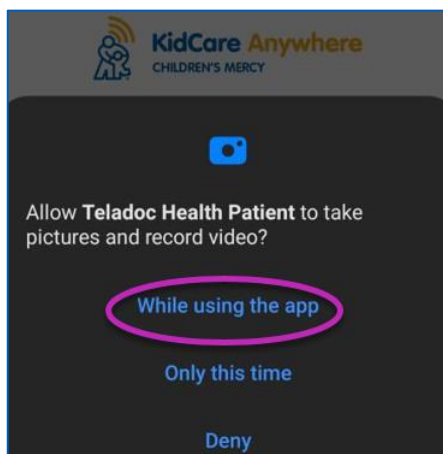 KidCare Anywhere
CHILDREN'S MERCY
Allow Teladoc Health Patient to take
pictures and record video?
While using the app
Only this time
Deny